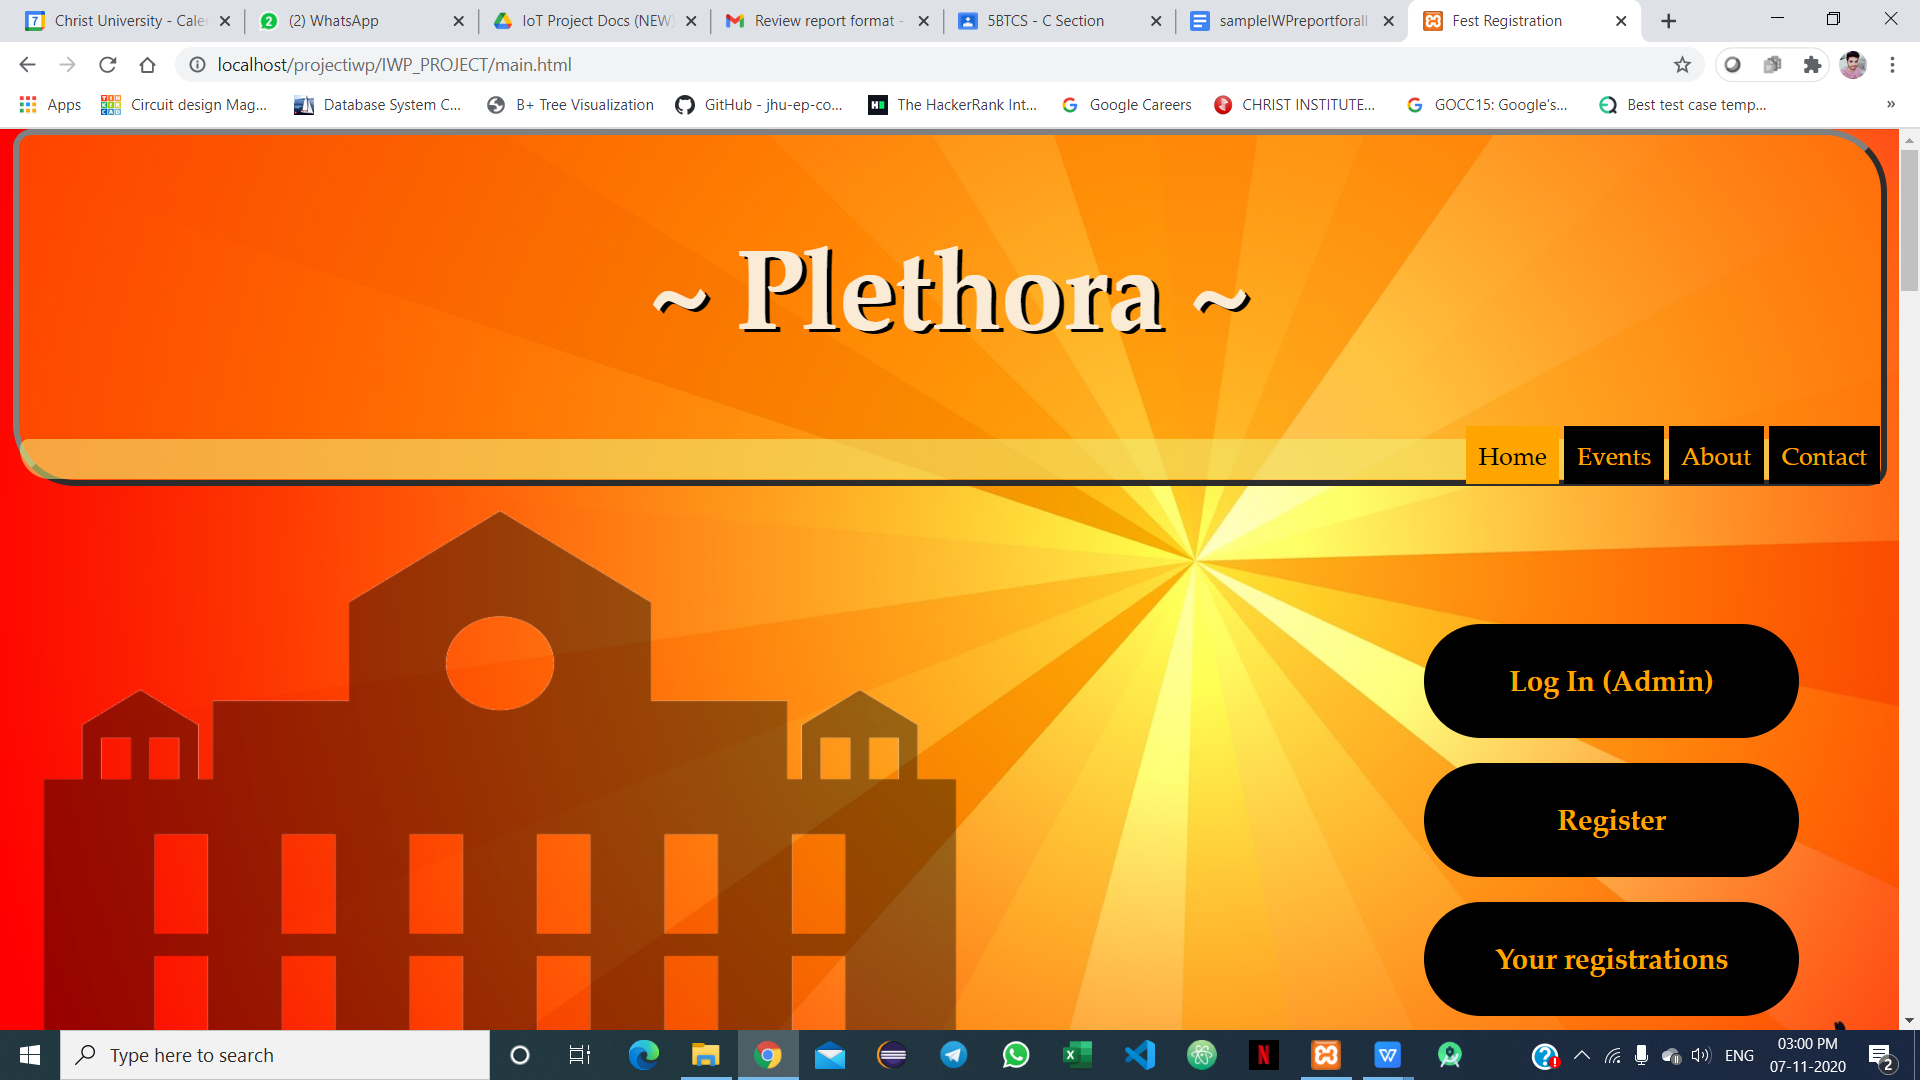 Christ University - Cale
(2) WhatsApp
IoT Project Docs (NEW)
Review report format -
5BTCS - C Section
sampleIWPreportforall
Fest Registration
localhost/projectiwp/IWP_PROJECT/main.html
Apps
Circuit design Mag...
Database System C...
B+ Tree Visualization
GitHub - jhu-ep-co...
The HackerRank Int...
Google Careers
CHRIST INSTITUTE...
GOCC15: Google's...
Best test case temp...
»
~ Plethora ~
Home
Events
About
Contact
Log In (Admin)
Register
Your registrations
Type here to search
ENG
03:00 PM
07-11-2020
2